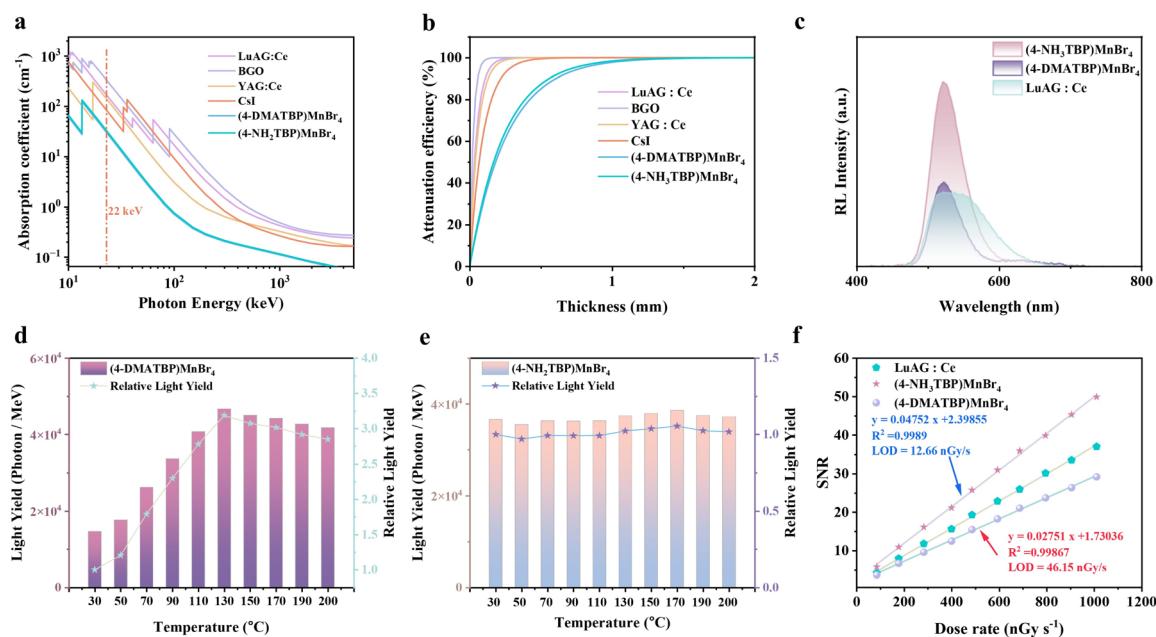 a
Absorption coefficient (cm⁻¹)
10³
10²
10¹
10⁰
10⁻¹
LuAG:Ce
BGO
YAG:Ce
CsI
(4-DMATBP)MnBr₄
(4-NH₂TBP)MnBr₄
22 keV
10¹
10²
10³
Photon Energy (keV)
b
Attenuation efficiency (%)
100
80
60
40
20
0
LuAG : Ce
BGO
YAG : Ce
CsI
(4-DMATBP)MnBr₄
(4-NH₃TBP)MnBr₄
0
1
2
Thickness (mm)
c
RL Intensity (a.u.)
(4-NH₃TBP)MnBr₄
(4-DMATBP)MnBr₄
LuAG : Ce
400
600
800
Wavelength (nm)
d
Light Yield (Photon / MeV)
6×10⁴
4×10⁴
2×10⁴
0
(4-DMATBP)MnBr₄
Relative Light Yield
4.0
3.5
3.0
2.5
2.0
1.5
1.0
Relative Light Yield
30 50 70 90 110 130 150 170 190 200
Temperature (°C)
e
Light Yield (Photon / MeV)
4×10⁴
2×10⁴
0
(4-NH₂TBP)MnBr₄
Relative Light Yield
1.5
1.0
0.5
0.0
Relative Light Yield
30 50 70 90 110 130 150 170 190 200
Temperature (°C)
f
SNR
60
50
40
30
20
10
LuAG : Ce
(4-NH₃TBP)MnBr₄
(4-DMATBP)MnBr₄
y = 0.04752 x +2.39855
R² =0.9989
LOD = 12.66 nGy/s
y = 0.02751 x +1.73036
R² =0.99867
LOD = 46.15 nGy/s
0 200 400 600 800 1000 1200
Dose rate (nGy s⁻¹)